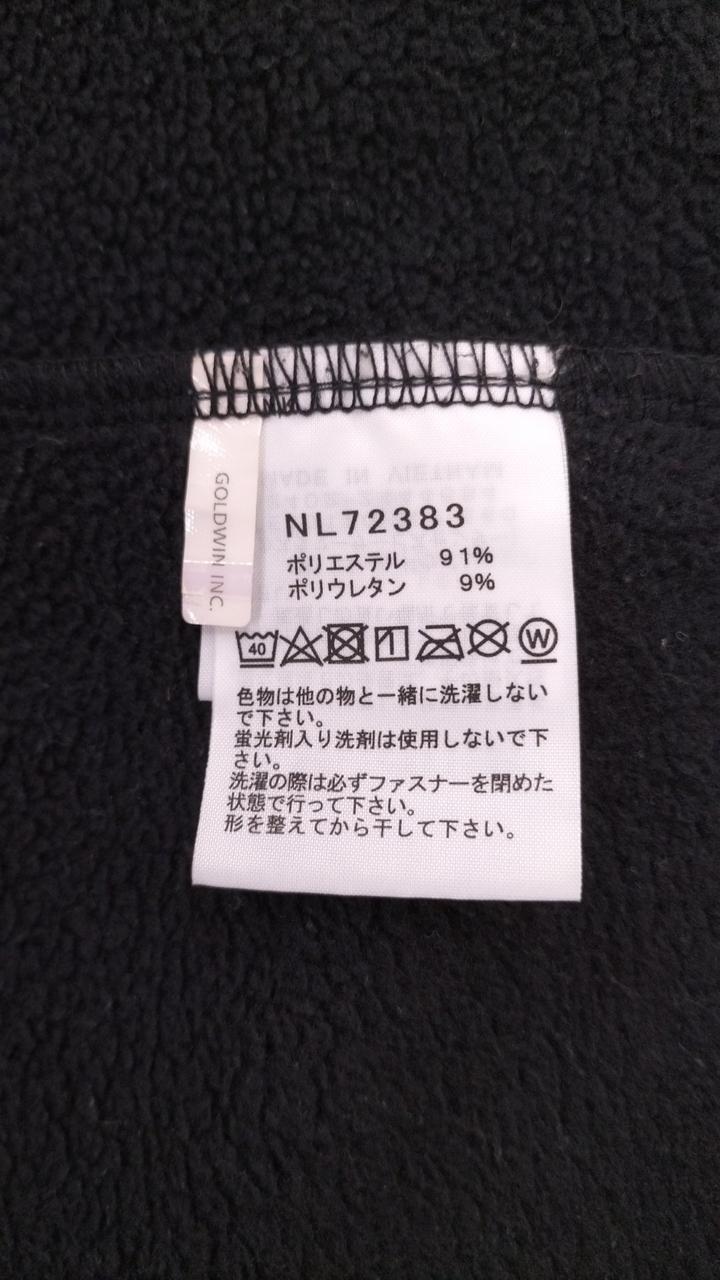 GOLDWIN INC.
MADE IN VIETNAM
NL72383
ポリエステル 91%
ポリウレタン 9%
40
W
色物は他の物と一緒に洗濯しない
で下さい。
蛍光剤入り洗剤は使用しないで下
さい。
洗濯の際は必ずファスナーを閉めた
状態で行って下さい。
形を整えてから干して下さい。